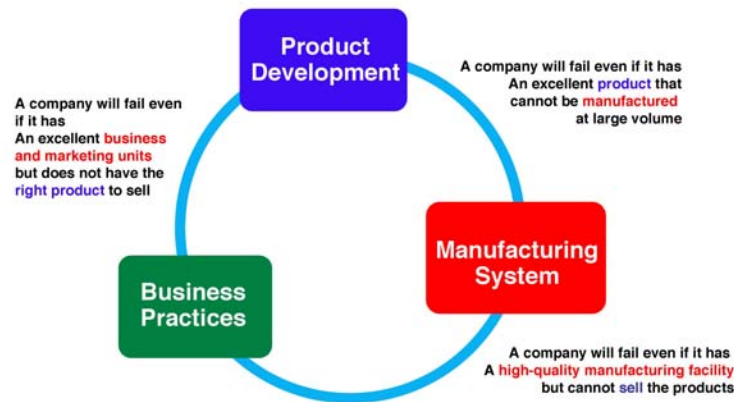 Product
Development
A company will fail even if it has
An excellent product that
cannot be manufactured
at large volume
A company will fail even
if it has
An excellent business
and marketing units
but does not have the
right product to sell
Manufacturing
System
Business
Practices
A company will fail even if it has
A high-quality manufacturing facility
but cannot sell the products